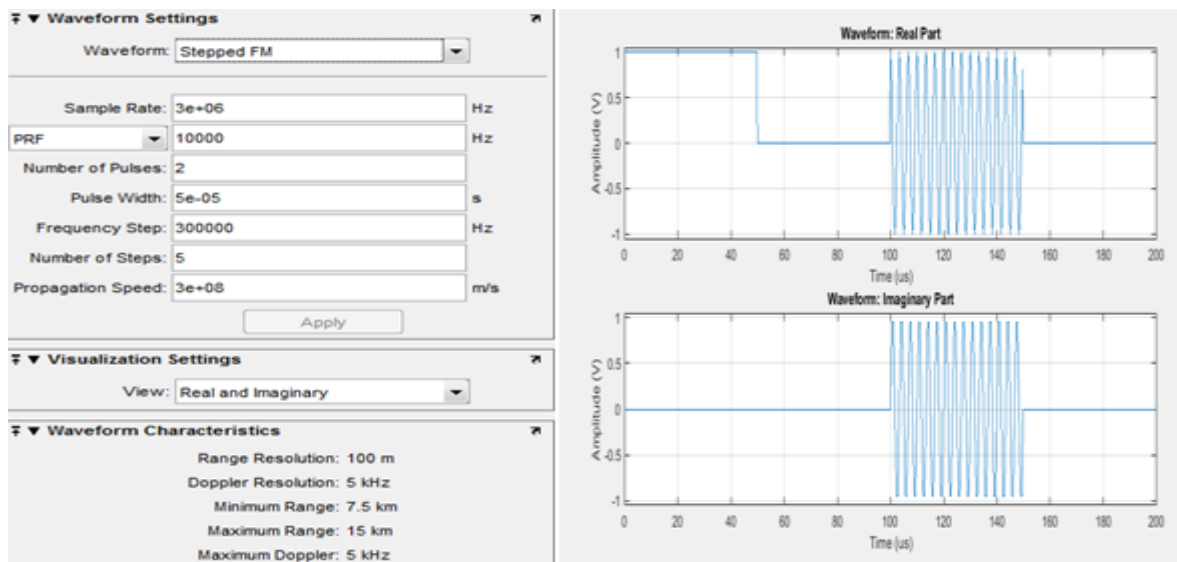 Waveform Settings
Waveform: Stepped FM
Sample Rate: 3e+06 Hz
PRF 10000 Hz
Number of Pulses: 2
Pulse Width: 5e-05 s
Frequency Step: 300000 Hz
Number of Steps: 5
Propagation Speed: 3e+08 m/s
Apply
Visualization Settings
View: Real and Imaginary
Waveform Characteristics
Range Resolution: 100 m
Doppler Resolution: 5 kHz
Minimum Range: 7.5 km
Maximum Range: 15 km
Maximum Doppler: 5 kHz
Waveform: Real Part
Amplitude (V)
1
0.5
0
-0.5
-1
0 20 40 60 80 100 120 140 160 180 200
Time (us)
Waveform: Imaginary Part
Amplitude (V)
1
0.5
0
-0.5
-1
0 20 40 60 80 100 120 140 160 180 200
Time (us)